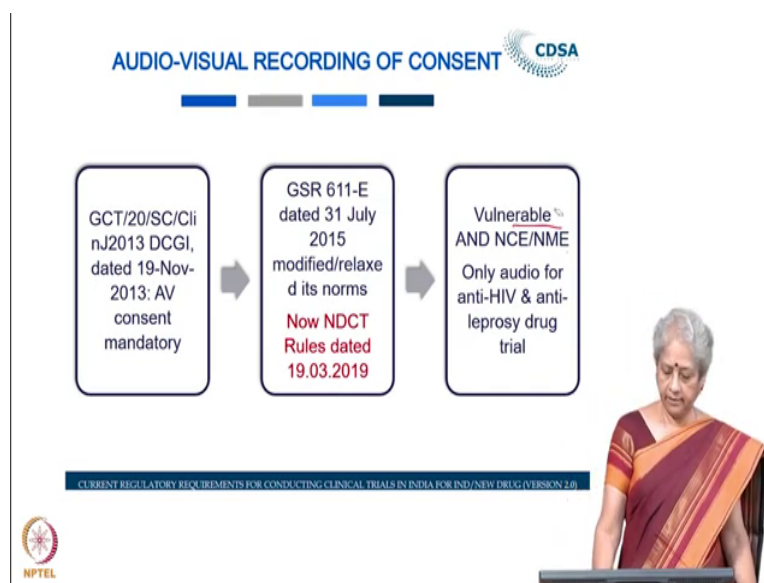 AUDIO-VISUAL RECORDING OF CONSENT
CDSA
GCT/20/SC/Cli
nJ2013 DCGI,
dated 19-Nov-
2013: AV
consent
mandatory
GSR 611-E
dated 31 July
2015
modified/relaxe
d its norms
Now NDCT
Rules dated
19.03.2019
Vulnerable
AND NCE/NME
Only audio for
anti-HIV & anti-
leprosy drug
trial
CURRENT REGULATORY REQUIREMENTS FOR CONDUCTING CLINICAL TRIALS IN INDIA FOR IND/NEW DRUG (VERSION 2.0)
NPTEL